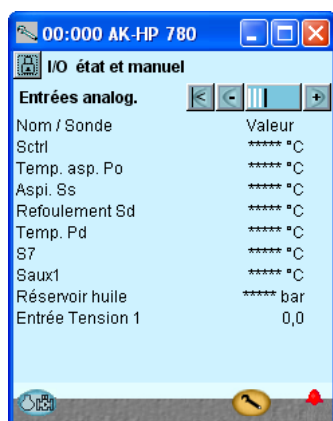 00:000 AK-HP 780
I/O état et manuel
Entrées analog.
Nom / Sonde Valeur
Sctrl ***** °C
Temp. asp. Po ***** °C
Aspi. Ss ***** °C
Refoulement Sd ***** °C
Temp. Pd ***** °C
S7 ***** °C
Saux1 ***** °C
Réservoir huile ***** bar
Entrée Tension 1 0,0